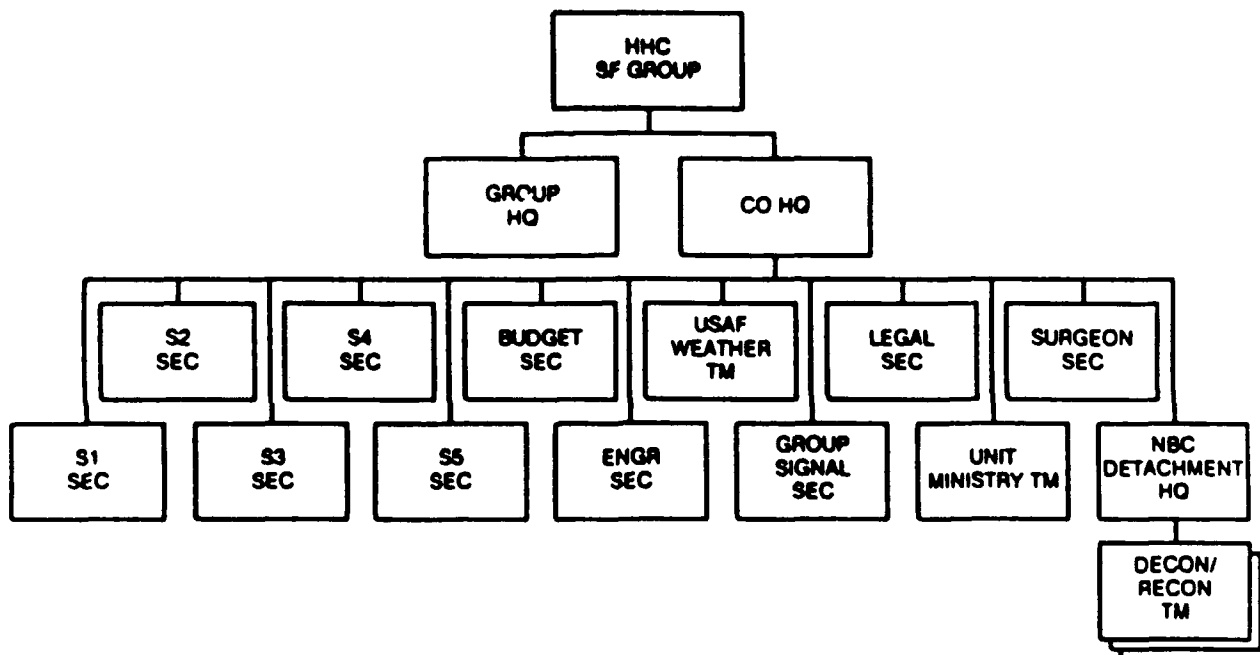 HHC
SF GROUP
GROUP
HQ
CO HQ
S2
SEC
S4
SEC
BUDGET
SEC
USAF
WEATHER
TM
LEGAL
SEC
SURGEON
SEC
S1
SEC
S3
SEC
S5
SEC
ENGR
SEC
GROUP
SIGNAL
SEC
UNIT
MINISTRY TM
NBC
DETACHMENT
HQ
DECON/
RECON
TM